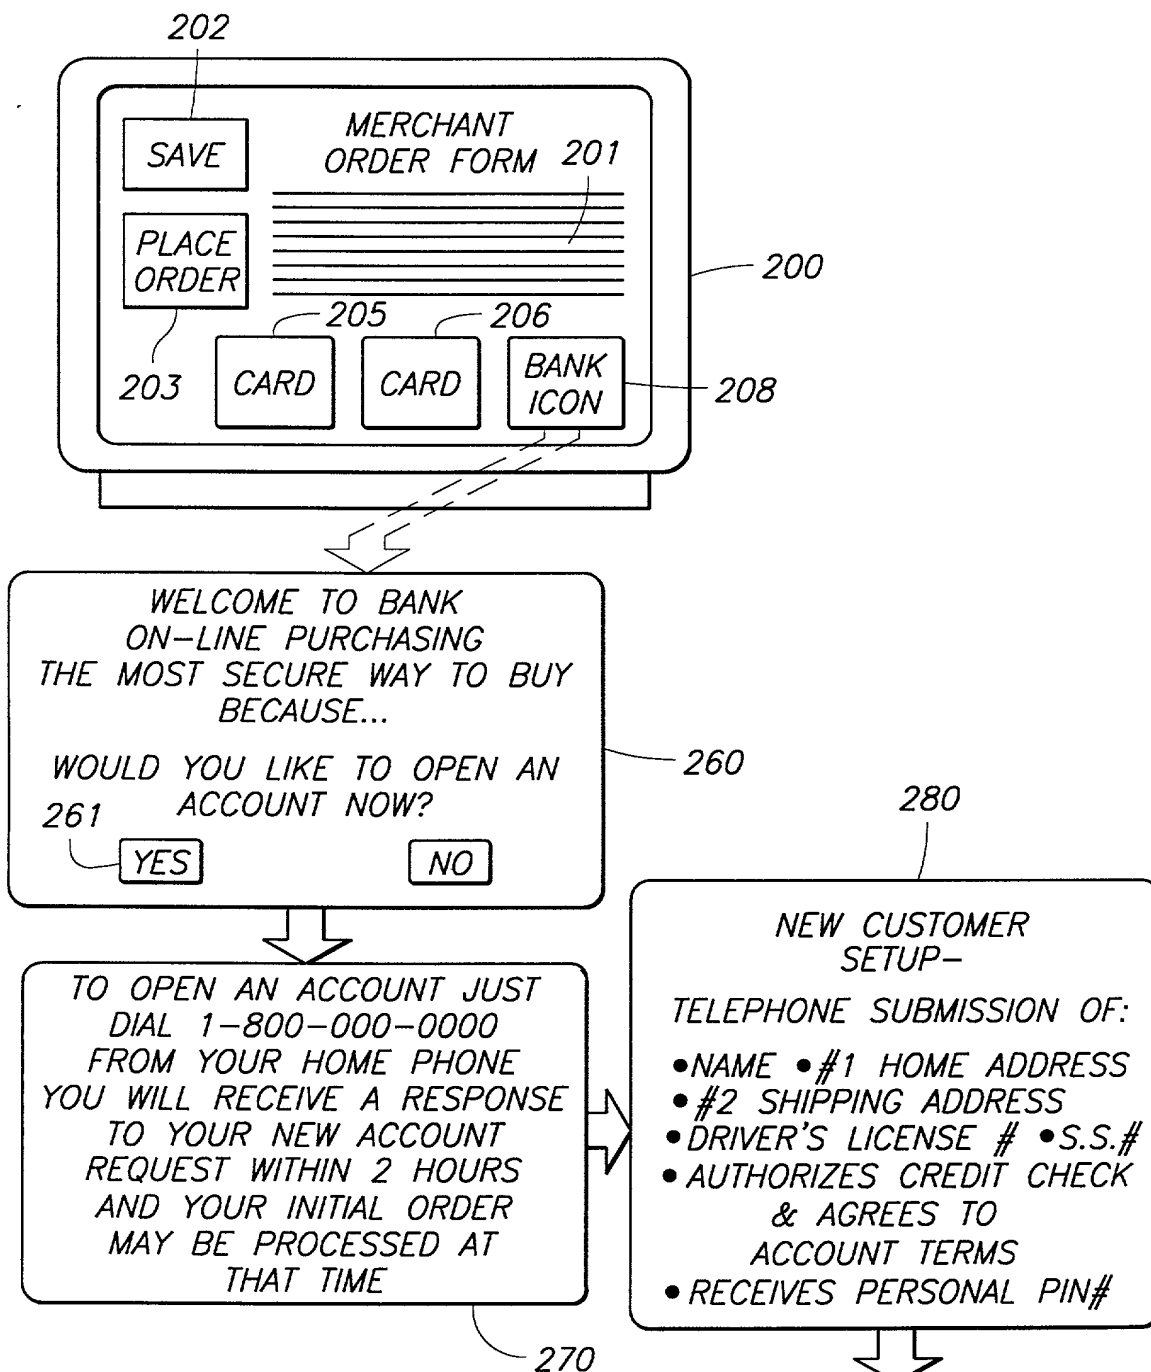 202
SAVE
MERCHANT
ORDER FORM
201
PLACE
ORDER
200
203
205
206
CARD
CARD
BANK
ICON
208
WELCOME TO BANK
ON-LINE PURCHASING
THE MOST SECURE WAY TO BUY
BECAUSE...
WOULD YOU LIKE TO OPEN AN
ACCOUNT NOW?
260
261
YES
NO
TO OPEN AN ACCOUNT JUST
DIAL 1-800-000-0000
FROM YOUR HOME PHONE
YOU WILL RECEIVE A RESPONSE
TO YOUR NEW ACCOUNT
REQUEST WITHIN 2 HOURS
AND YOUR INITIAL ORDER
MAY BE PROCESSED AT
THAT TIME
270
280
NEW CUSTOMER
SETUP-
TELEPHONE SUBMISSION OF:
•NAME •#1 HOME ADDRESS
•#2 SHIPPING ADDRESS
•DRIVER'S LICENSE # •S.S.#
•AUTHORIZES CREDIT CHECK
& AGREES TO
ACCOUNT TERMS
•RECEIVES PERSONAL PIN#